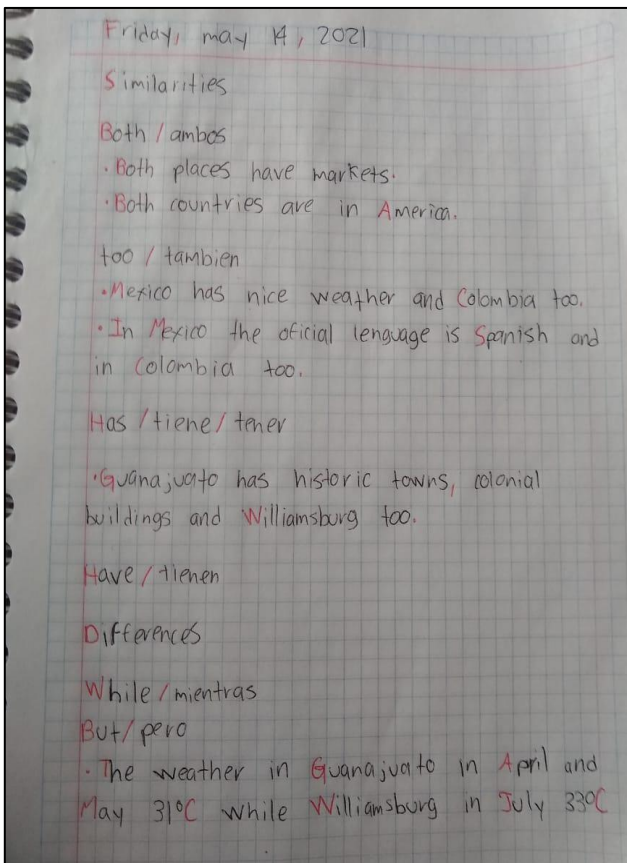 Friday, may 14, 2021
Similarities
Both / ambos
· Both places have markets.
· Both countries are in America.
too / tambien
· Mexico has nice weather and Colombia too.
· In Mexico the oficial lenguage is Spanish and
in Colombia too.
Has / tiene / tener
· Guanajuato has historic towns, colonial
buildings and Williamsburg too.
Have / tienen
Differences
While / mientras
But / pero
· The weather in Guanajuato in April and
May 31°C while Williamsburg in July 33°C